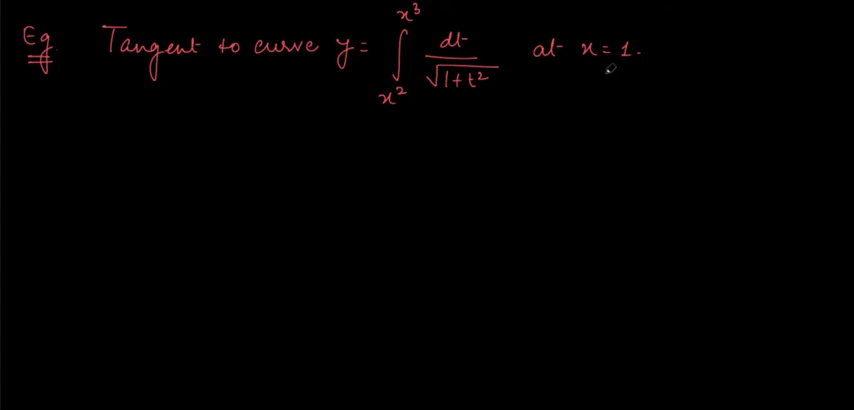 Eg. Tangent to curve y = ∫_{x²}^{x³} dt/√(1+t²) at x = 1.